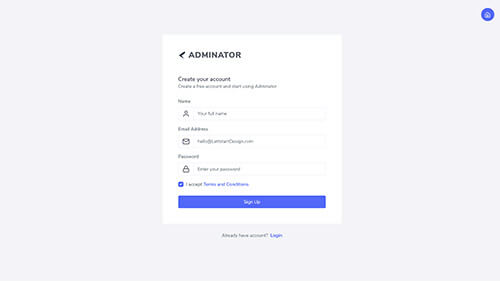 ADMINATOR
Create your account
Create a free account and start using Adminator
Name
Your full name
Email Address
hello@LettstartDesign.com
Password
Enter your password
I accept Terms and Conditions
Sign Up
Already have account? Login